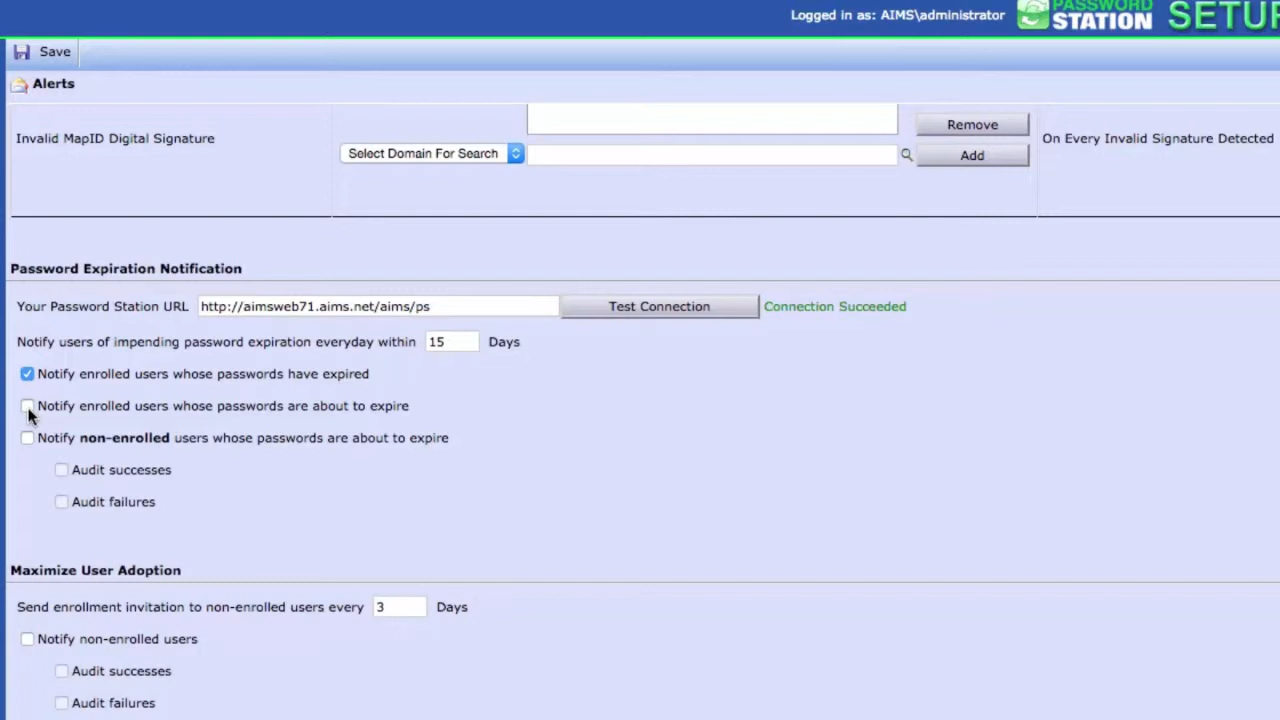 Logged in as: AIMS\administrator
PASSWORD
STATION
SETUP
Save
Alerts
Invalid MapID Digital Signature
Remove
On Every Invalid Signature Detected
Select Domain For Search
Add
Password Expiration Notification
Your Password Station URL http://aimsweb71.aims.net/aims/ps Test Connection Connection Succeeded
Notify users of impending password expiration everyday within 15 Days
Notify enrolled users whose passwords have expired
Notify enrolled users whose passwords are about to expire
Notify non-enrolled users whose passwords are about to expire
Audit successes
Audit failures
Maximize User Adoption
Send enrollment invitation to non-enrolled users every 3 Days
Notify non-enrolled users
Audit successes
Audit failures